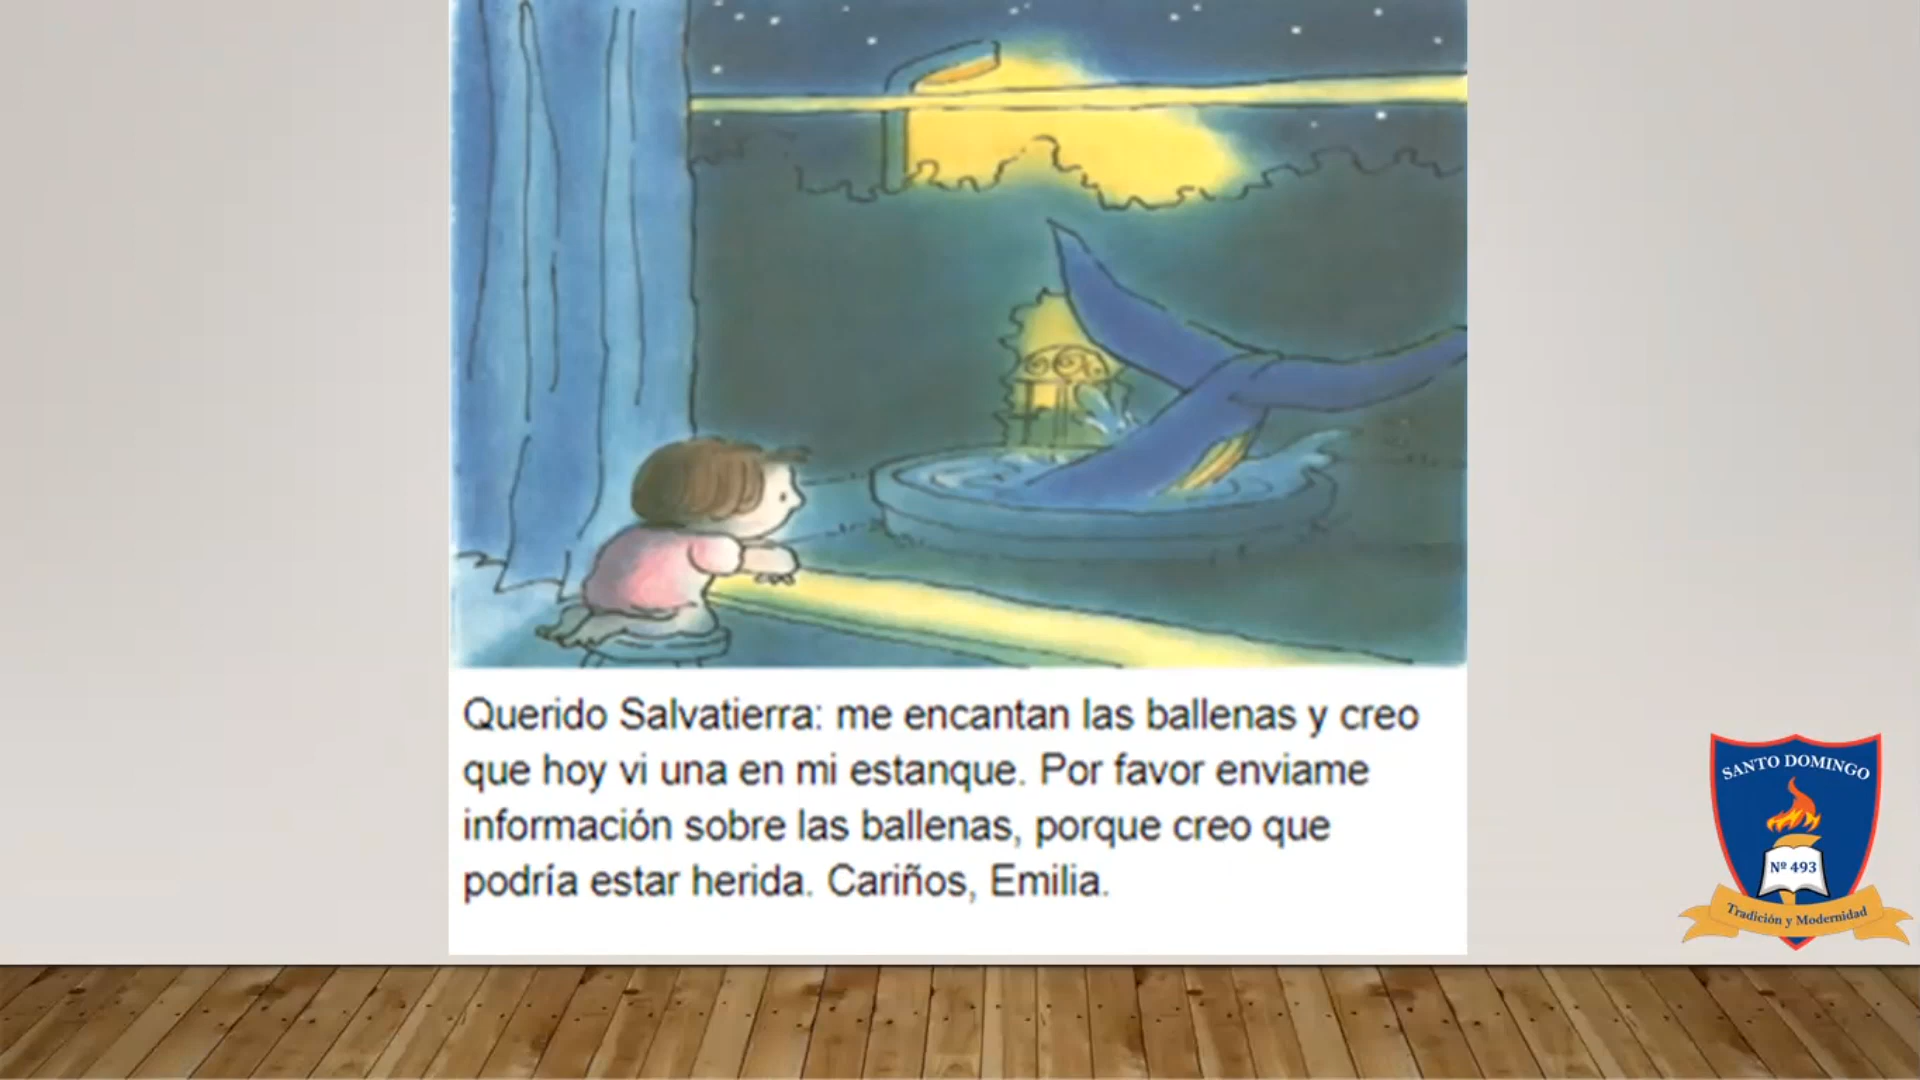 Querido Salvatierra: me encantan las ballenas y creo
que hoy vi una en mi estanque. Por favor enviame
información sobre las ballenas, porque creo que
podría estar herida. Cariños, Emilia.
SANTO DOMINGO
Nº 493
Tradición y Modernidad